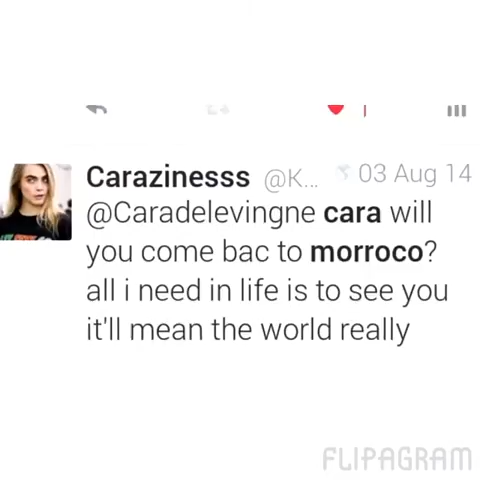 Carazinesss @K... 03 Aug 14
@Caradelevingne cara will
you come bac to morroco?
all i need in life is to see you
it'll mean the world really
FLIPAGRAM